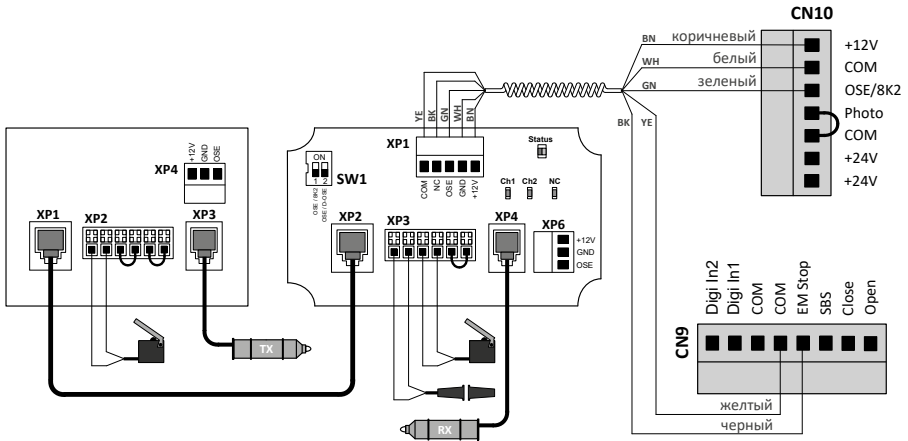 CN10
BN коричневый +12V
WH белый COM
GN зеленый OSE/8K2
BK YE Photo
COM
+24V
+24V
YE BK GN WH BN
XP1
COM NC OSE GND +12V
Status
Ch1 Ch2 NC
ON
1 2
SW1
OSE / 8K2
OSE / D-OSE
+12V GND OSE
XP4
XP1 XP2 XP3
XP2 XP3 XP4 XP6
+12V
GND
OSE
TX
RX
Digi In2
Digi In1
COM
COM
EM Stop
SBS
Close
Open
CN9
желтый
черный